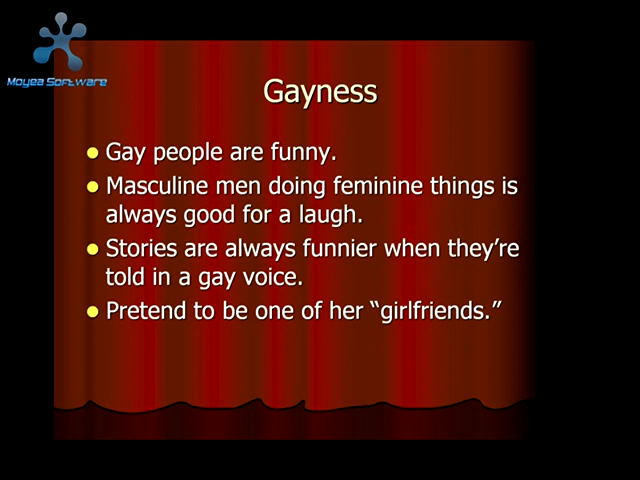 Moyea Software
Gayness
Gay people are funny.
Masculine men doing feminine things is
always good for a laugh.
Stories are always funnier when they’re
told in a gay voice.
Pretend to be one of her “girlfriends.”